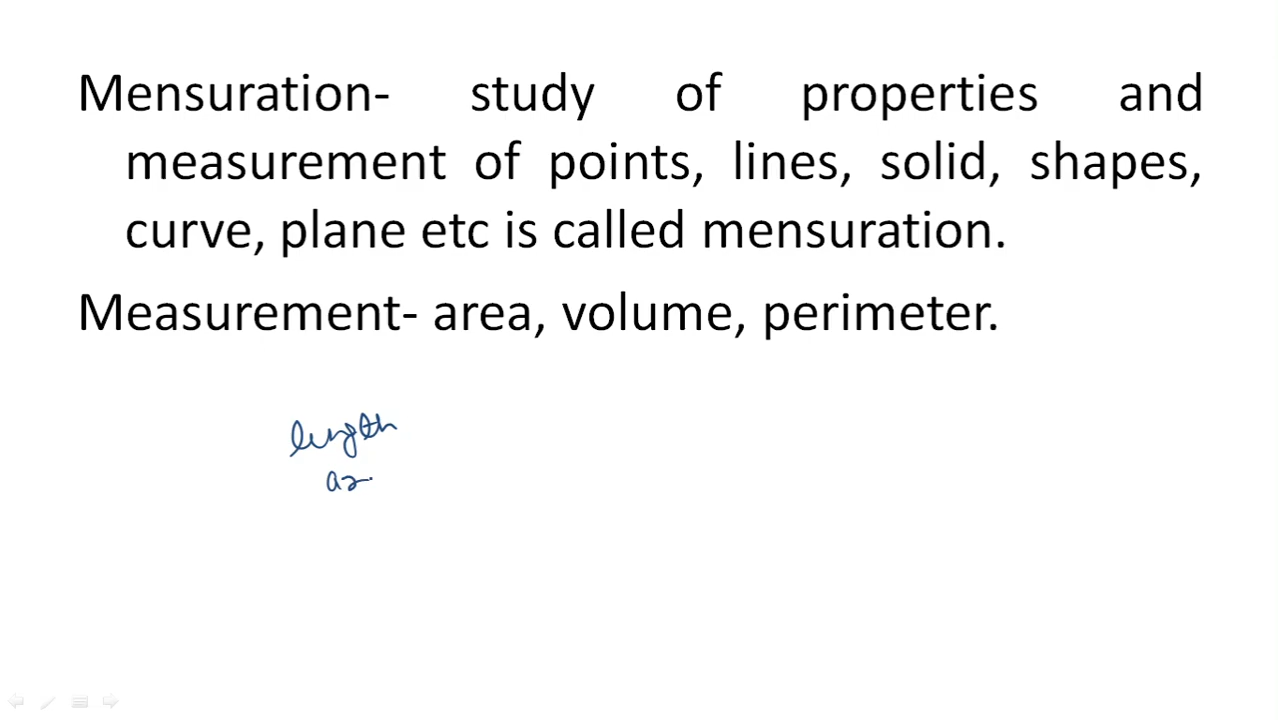 Mensuration- study of properties and
measurement of points, lines, solid, shapes,
curve, plane etc is called mensuration.
Measurement- area, volume, perimeter.
length